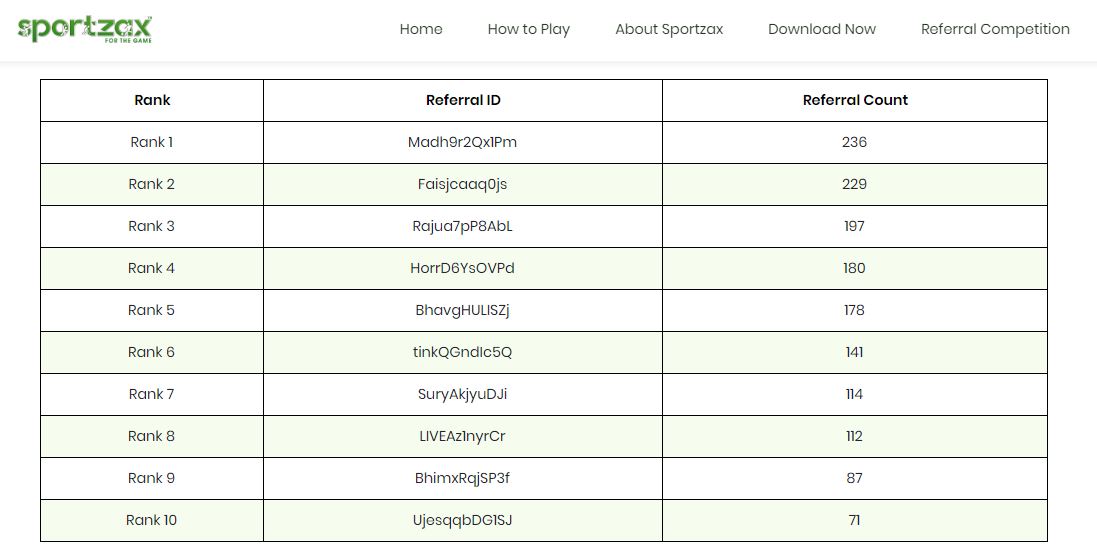 sportzax
FOR THE GAME
Home How to Play About Sportzax Download Now Referral Competition
Rank Referral ID Referral Count
Rank 1 Madh9r2Qx1Pm 236
Rank 2 Faisjcaaq0js 229
Rank 3 Rajua7pP8AbL 197
Rank 4 HorrD6YsOVPd 180
Rank 5 BhavgHULISZj 178
Rank 6 tinkQGndIc5Q 141
Rank 7 SuryAkjyuDJi 114
Rank 8 LIVEAz1nyrCr 112
Rank 9 BhimxRqjSP3f 87
Rank 10 UjesqqbDG1SJ 71